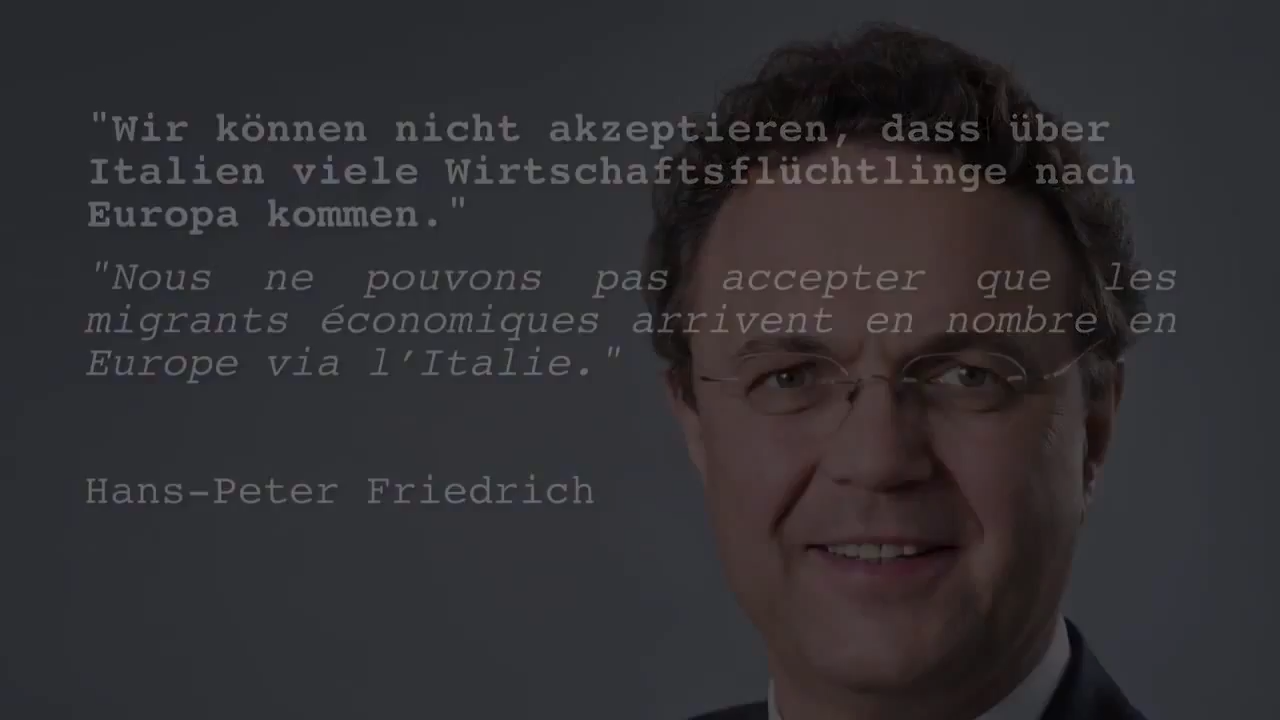 "Wir können nicht akzeptieren, dass über
Italien viele Wirtschaftsflüchtlinge nach
Europa kommen."
"Nous ne pouvons pas accepter que les
migrants économiques arrivent en nombre en
Europe via l’Italie."
Hans-Peter Friedrich